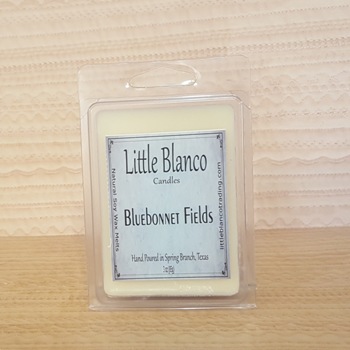 Little Blanco
Candles
Bluebonnet Fields
Hand Poured in Spring Branch, Texas
Natural Soy Wax Melts
littleblancotrading.com